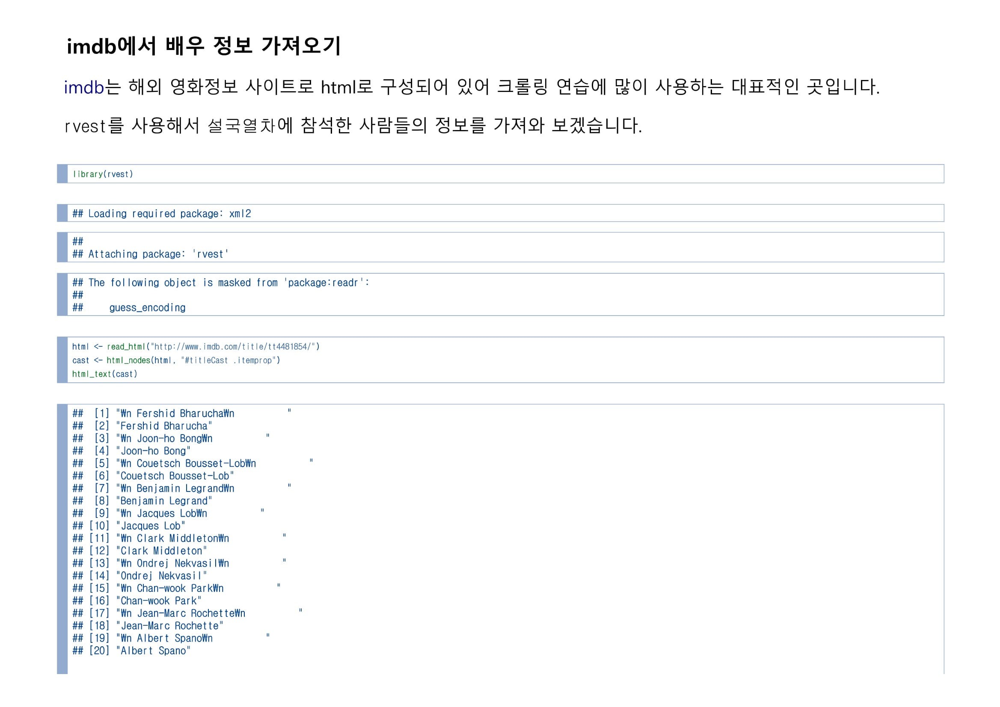 imdb에서 배우 정보 가져오기
imdb는 해외 영화정보 사이트로 html로 구성되어 있어 크롤링 연습에 많이 사용하는 대표적인 곳입니다.
rvest를 사용해서 설국열차에 참석한 사람들의 정보를 가져와 보겠습니다.
library(rvest)
## Loading required package: xml2
##
## Attaching package: 'rvest'
## The following object is masked from 'package:readr':
##
##     guess_encoding
html <- read_html("http://www.imdb.com/title/tt4481854/")
cast <- html_nodes(html, "#titleCast .itemprop")
html_text(cast)
##  [1] "₩n Fershid Bharucha₩n          "
##  [2] "Fershid Bharucha"
##  [3] "₩n Joon-ho Bong₩n          "
##  [4] "Joon-ho Bong"
##  [5] "₩n Couetsch Bousset-Lob₩n          "
##  [6] "Couetsch Bousset-Lob"
##  [7] "₩n Benjamin Legrand₩n          "
##  [8] "Benjamin Legrand"
##  [9] "₩n Jacques Lob₩n          "
## [10] "Jacques Lob"
## [11] "₩n Clark Middleton₩n          "
## [12] "Clark Middleton"
## [13] "₩n Ondrej Nekvasil₩n          "
## [14] "Ondrej Nekvasil"
## [15] "₩n Chan-wook Park₩n          "
## [16] "Chan-wook Park"
## [17] "₩n Jean-Marc Rochette₩n          "
## [18] "Jean-Marc Rochette"
## [19] "₩n Albert Spano₩n          "
## [20] "Albert Spano"